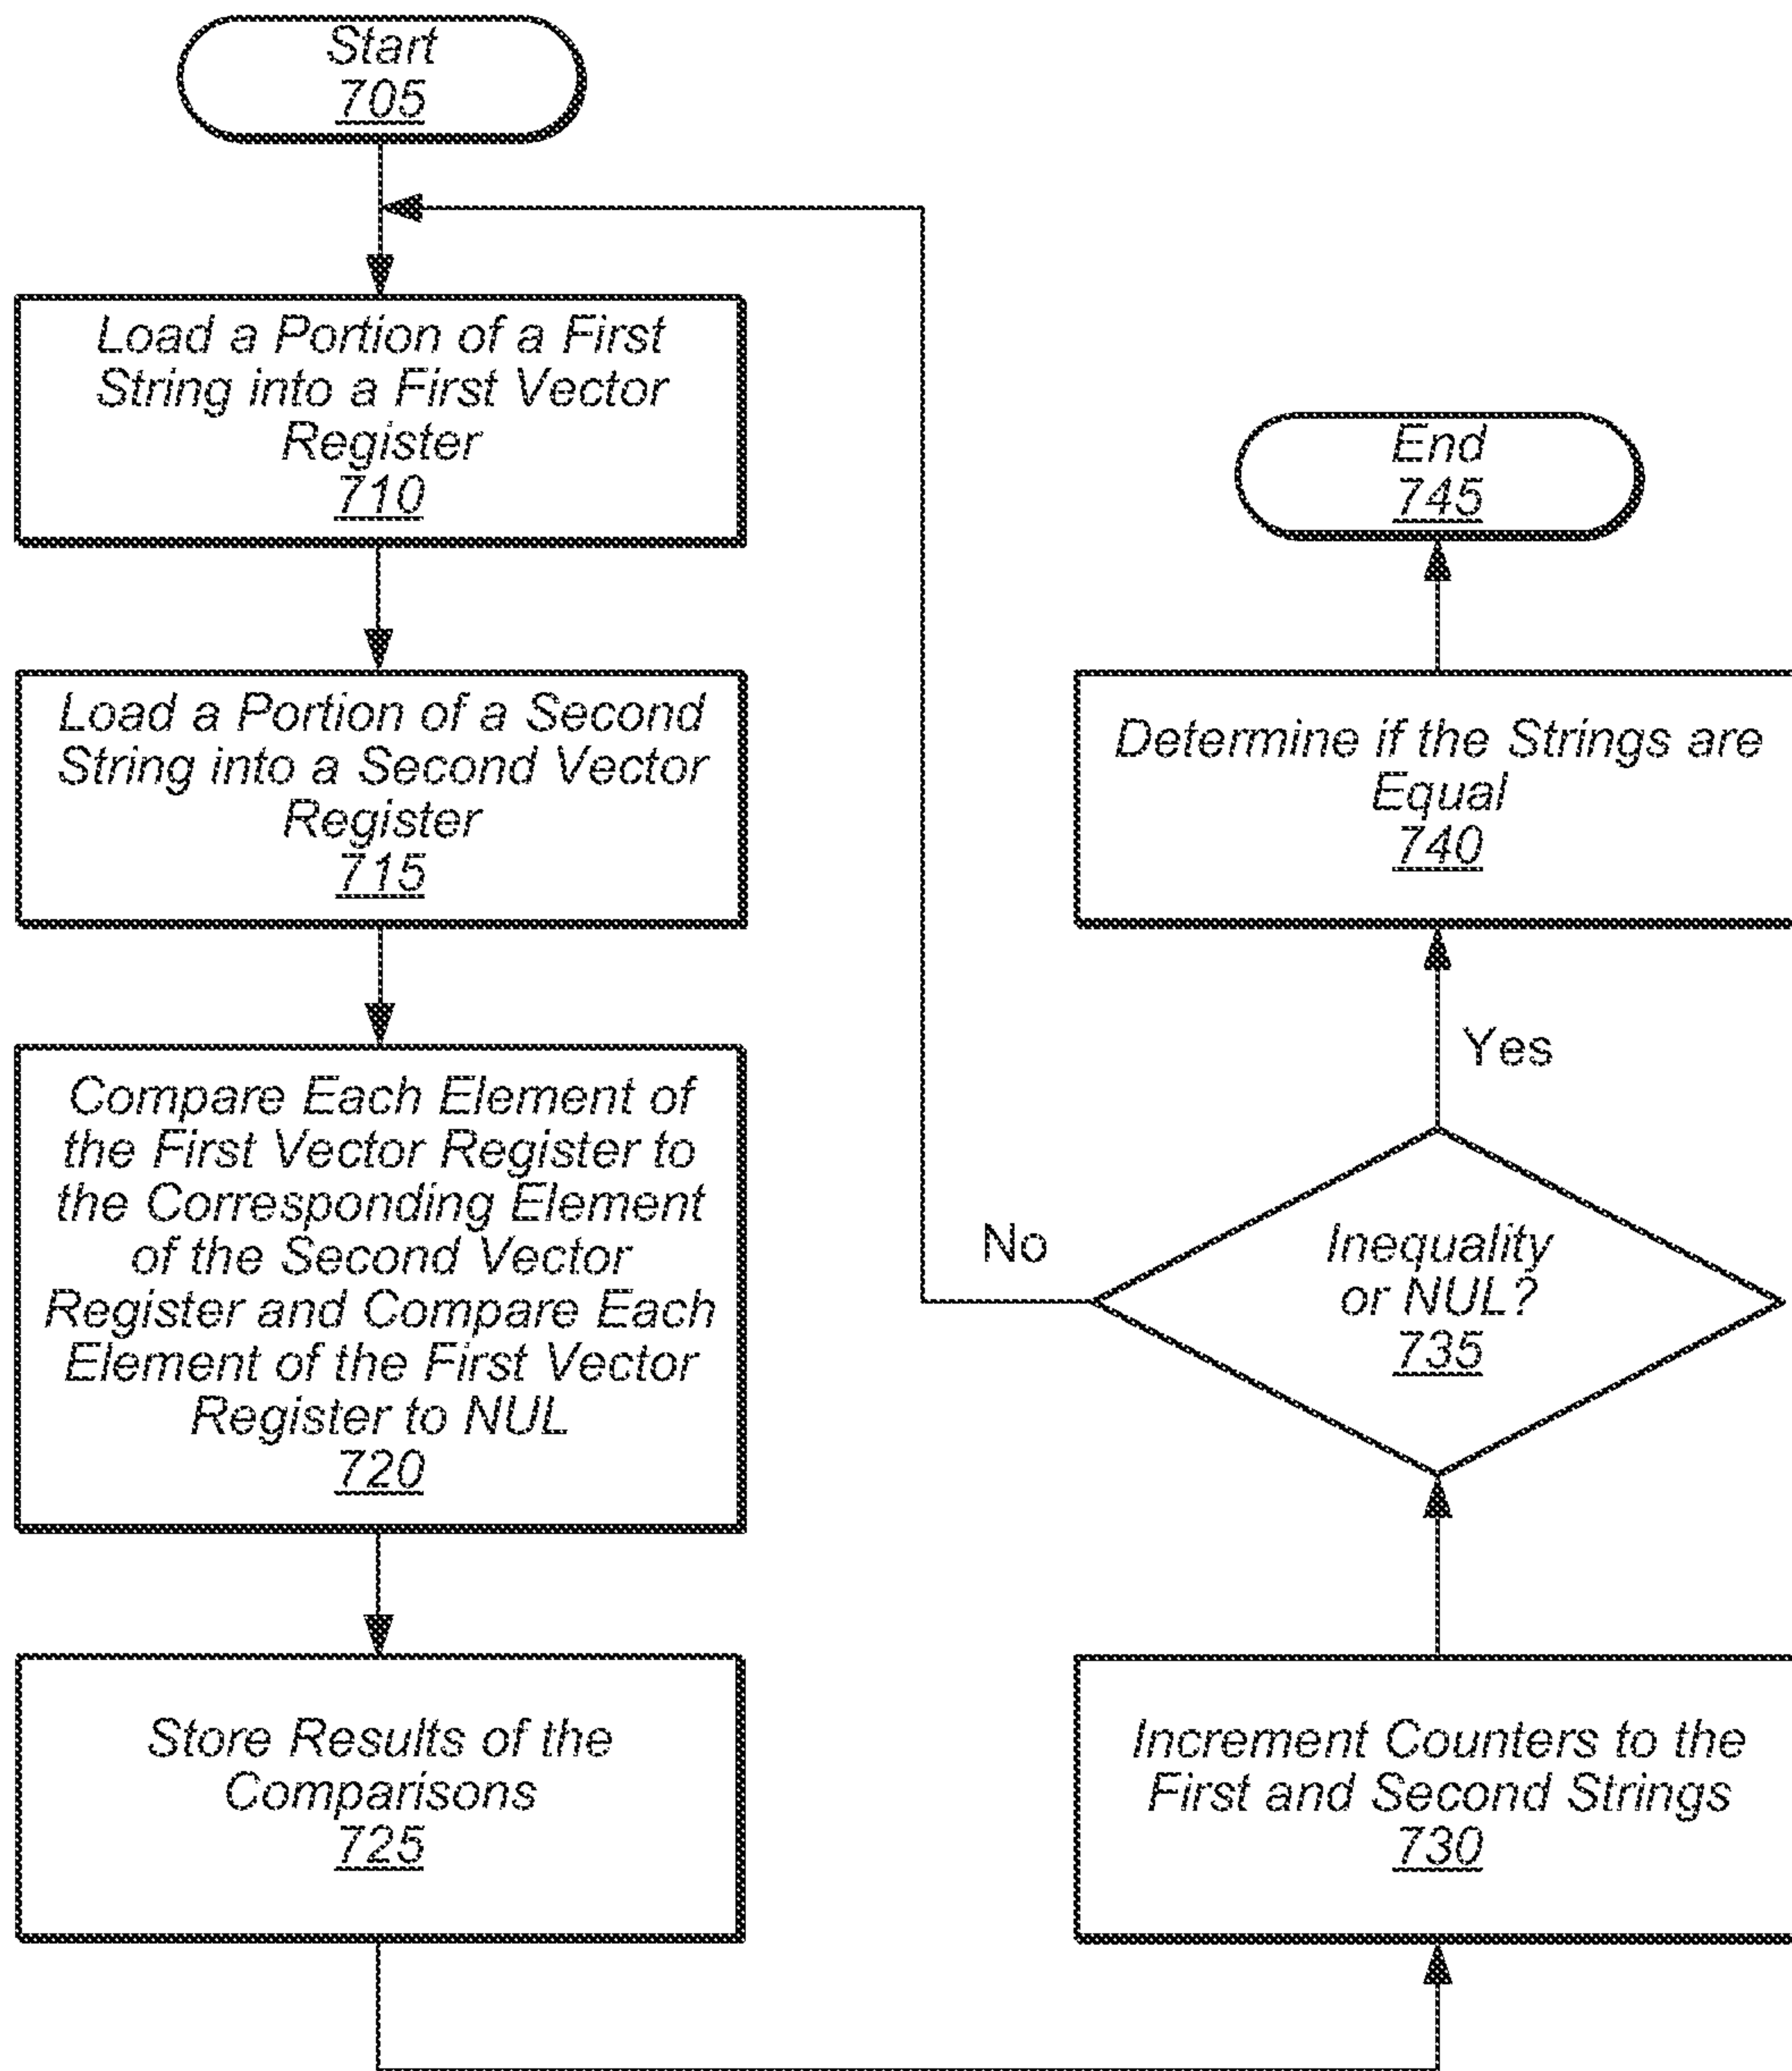 Start
705
Load a Portion of a First
String into a First Vector
Register
710
Load a Portion of a Second
String into a Second Vector
Register
715
Compare Each Element of
the First Vector Register to
the Corresponding Element
of the Second Vector
Register and Compare Each
Element of the First Vector
Register to NUL
720
Store Results of the
Comparisons
725
Increment Counters to the
First and Second Strings
730
Inequality
or NUL?
735
No
Yes
Determine if the Strings are
Equal
740
End
745